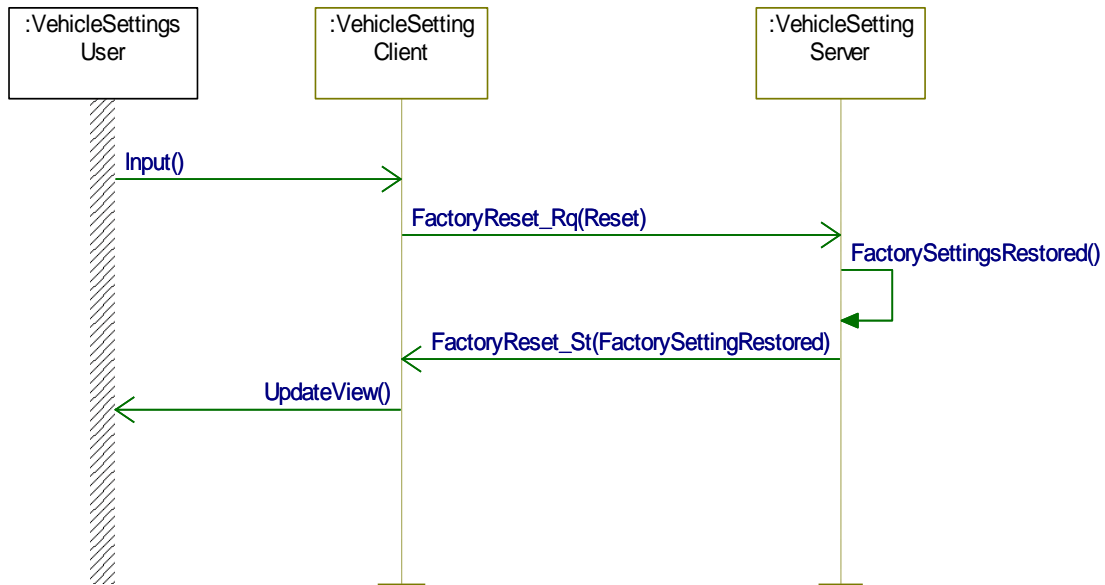 :VehicleSettings
User
:VehicleSetting
Client
:VehicleSetting
Server
Input()
FactoryReset_Rq(Reset)
FactorySettingsRestored()
FactoryReset_St(FactorySettingRestored)
UpdateView()